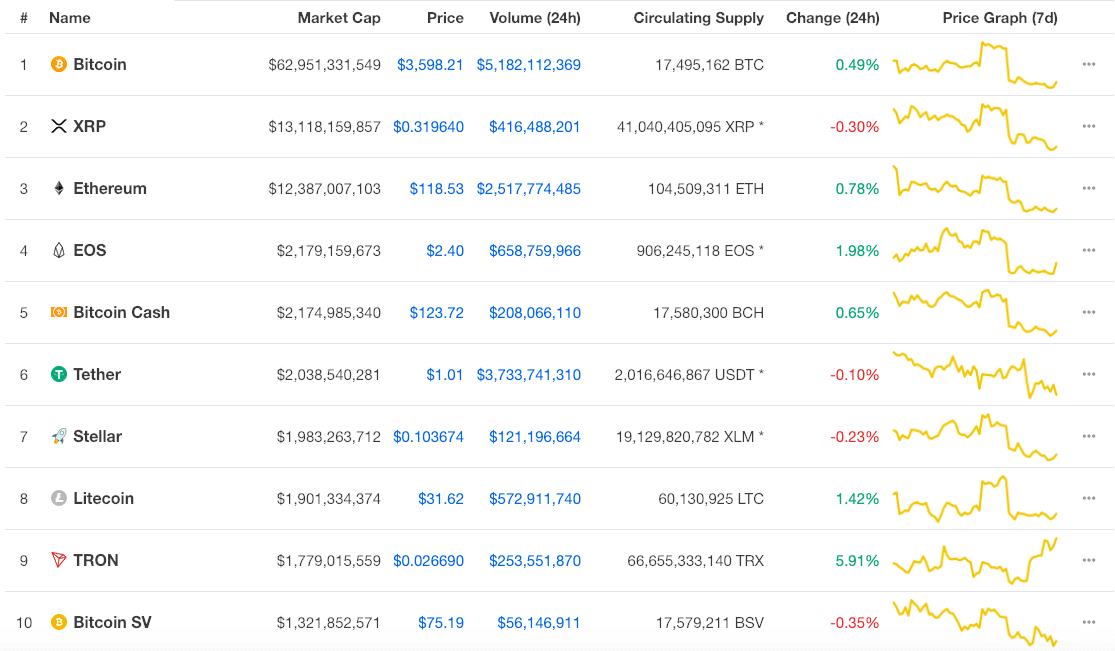 # Name Market Cap Price Volume (24h) Circulating Supply Change (24h) Price Graph (7d)
1 Bitcoin $62,951,331,549 $3,598.21 $5,182,112,369 17,495,162 BTC 0.49%
2 XRP $13,118,159,857 $0.319640 $416,488,201 41,040,405,095 XRP * -0.30%
3 Ethereum $12,387,007,103 $118.53 $2,517,774,485 104,509,311 ETH 0.78%
4 EOS $2,179,159,673 $2.40 $658,759,966 906,245,118 EOS * 1.98%
5 Bitcoin Cash $2,174,985,340 $123.72 $208,066,110 17,580,300 BCH 0.65%
6 Tether $2,038,540,281 $1.01 $3,733,741,310 2,016,646,867 USDT * -0.10%
7 Stellar $1,983,263,712 $0.103674 $121,196,664 19,129,820,782 XLM * -0.23%
8 Litecoin $1,901,334,374 $31.62 $572,911,740 60,130,925 LTC 1.42%
9 TRON $1,779,015,559 $0.026690 $253,551,870 66,655,333,140 TRX 5.91%
10 Bitcoin SV $1,321,852,571 $75.19 $56,146,911 17,579,211 BSV -0.35%